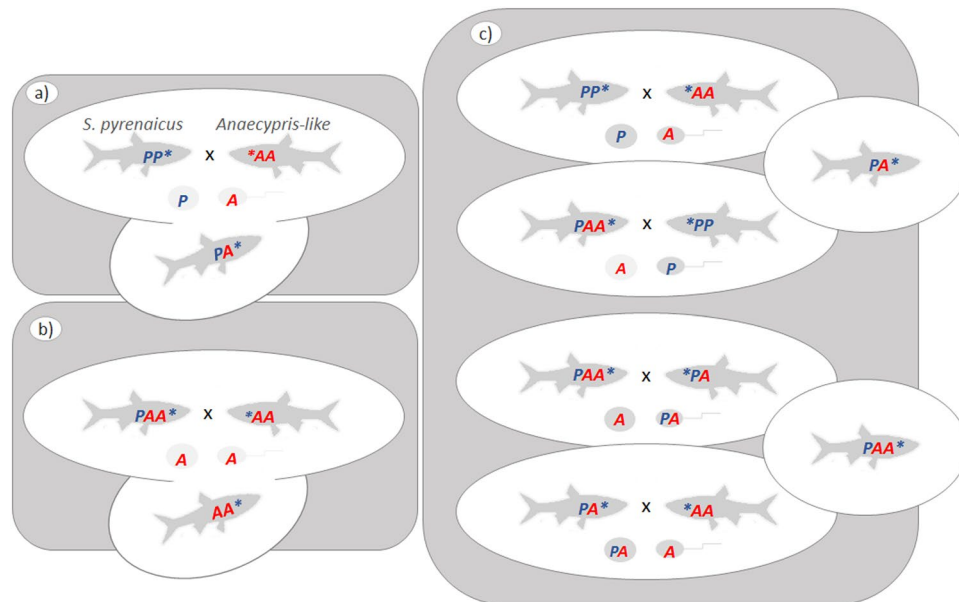 a)
S. pyrenaicus Anaecypris-like
PP* x *AA
P A
PA*
b)
PAA* x *AA
A A
AA*
c)
PP* x *AA
P A
PA*
PAA* x *PP
A P
PAA* x *PA
A PA
PAA*
PA* x *AA
PA A